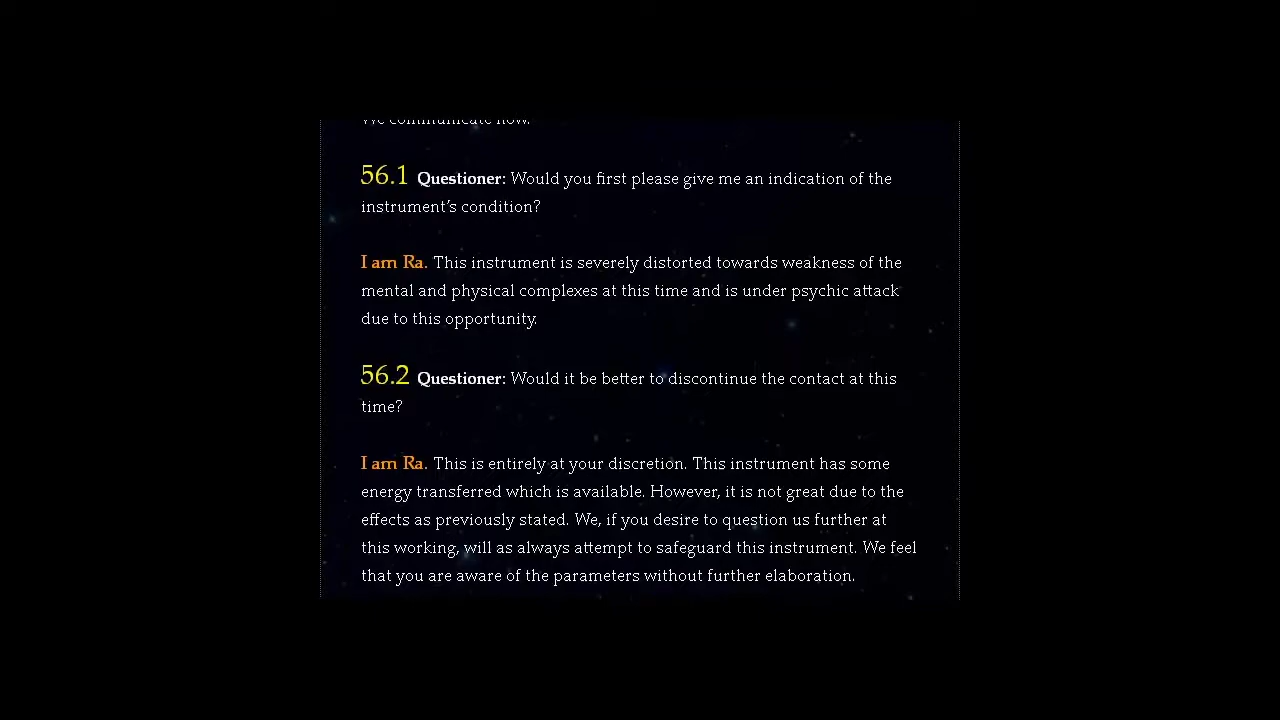 We communicate now.
56.1 Questioner: Would you first please give me an indication of the
instrument's condition?
I am Ra. This instrument is severely distorted towards weakness of the
mental and physical complexes at this time and is under psychic attack
due to this opportunity.
56.2 Questioner: Would it be better to discontinue the contact at this
time?
I am Ra. This is entirely at your discretion. This instrument has some
energy transferred which is available. However, it is not great due to the
effects as previously stated. We, if you desire to question us further at
this working, will as always attempt to safeguard this instrument. We feel
that you are aware of the parameters without further elaboration.